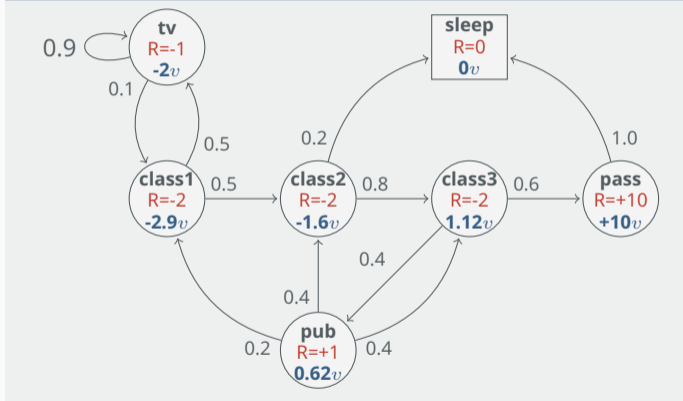 tv
R=-1
-2v
0.9
0.1
0.5
sleep
R=0
0v
0.2
1.0
class1
R=-2
-2.9v
0.5
class2
R=-2
-1.6v
0.8
class3
R=-2
1.12v
0.6
pass
R=+10
+10v
0.4
0.4
pub
R=+1
0.62v
0.2
0.4